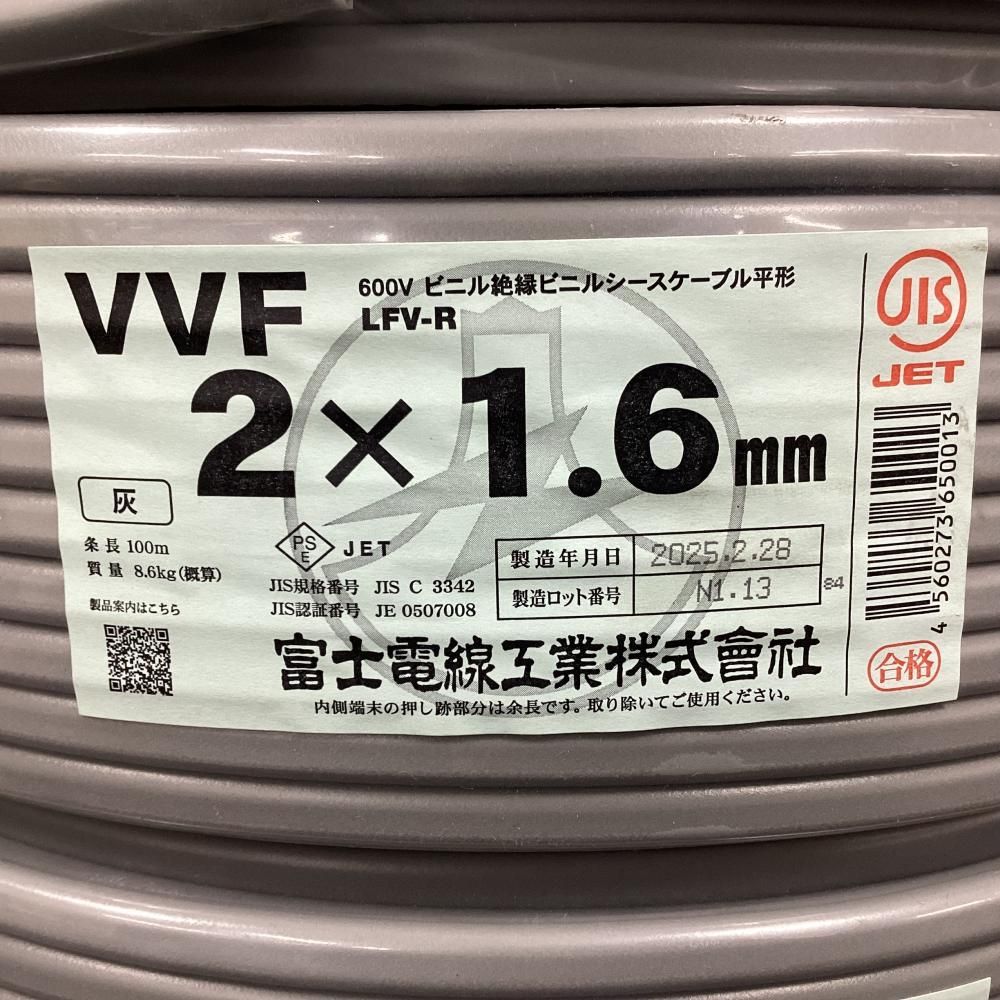 VVF
600V ビニル絶縁ビニルシースケーブル平形
LFV-R
2×1.6mm
灰
条長 100m
質量 8.6kg(概算)
製品案内はこちら
PS
E
JET
JIS規格番号 JIS C 3342
JIS認証番号 JE 0507008
製造年月日 2025.2.28
製造ロット番号 N1.13
84
富士電線工業株式會社
内側端末の押し跡部分は余長です。取り除いてご使用ください。
JIS
JET
4 560273 650013
合格